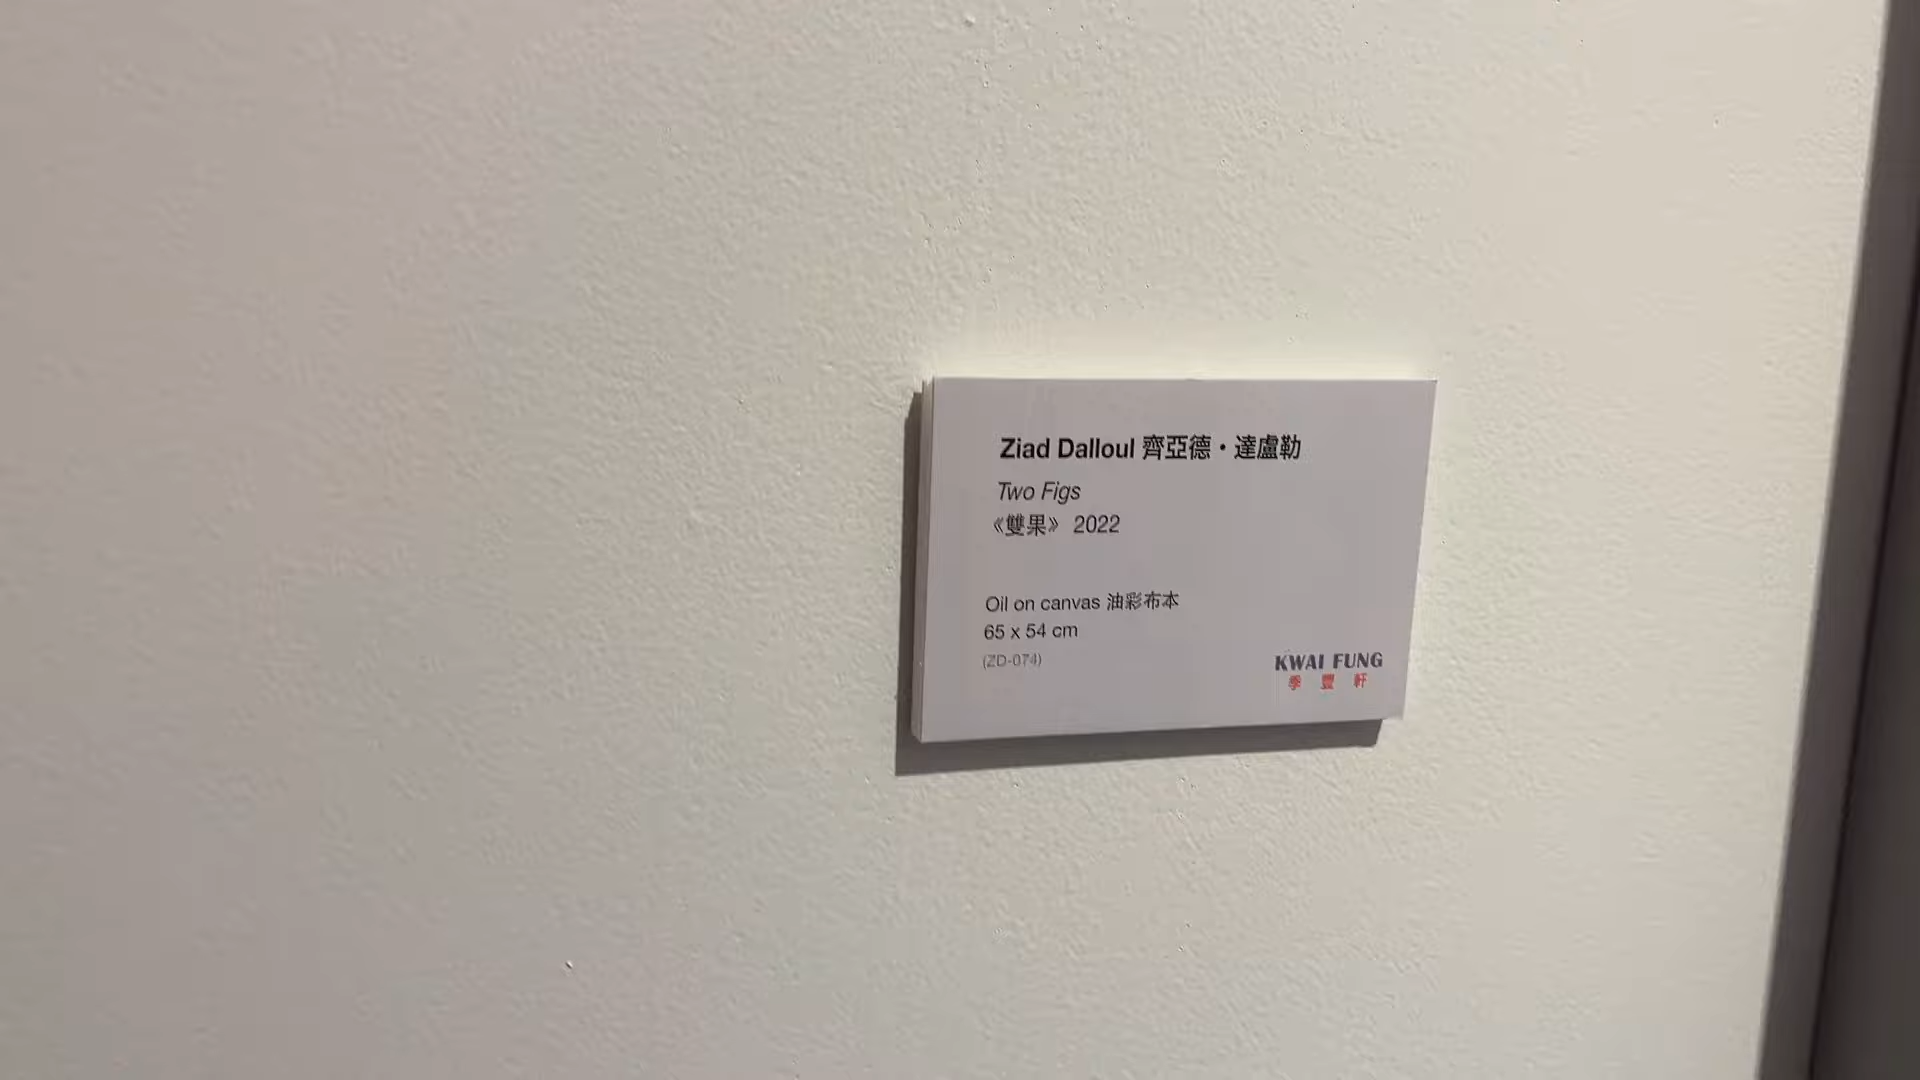 Ziad Dalloul 齊亞德・達盧勒
Two Figs
《雙果》 2022
Oil on canvas 油彩布本
65 x 54 cm
(ZD-074)
KWAI FUNG
季豐軒